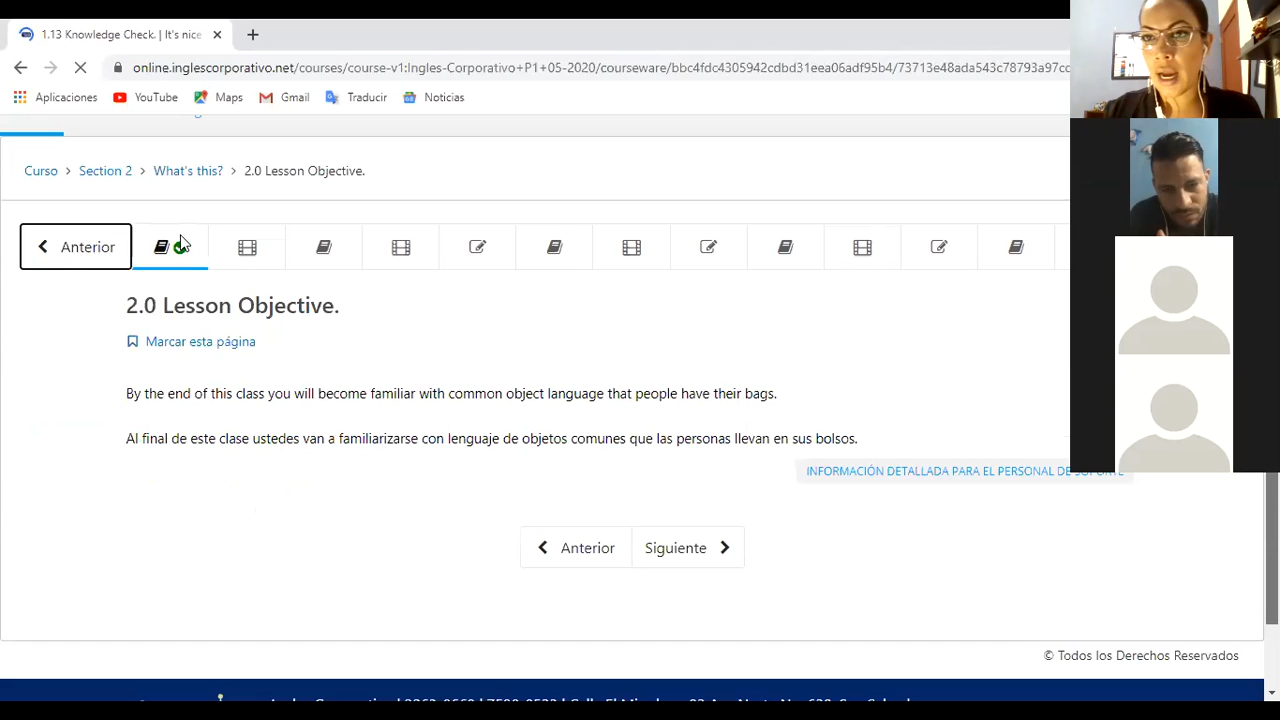 1.13 Knowledge Check. | It's nice
online.inglescorporativo.net/courses/course-v1:Ingles-Corporativo+P1+05-2020/courseware/bbc4fdc4305942cdbd31eea06adf95b4/73713e48ada543c78793a97cc
Aplicaciones YouTube Maps Gmail Traducir Noticias
Curso > Section 2 > What's this? > 2.0 Lesson Objective.
Anterior
2.0 Lesson Objective.
Marcar esta página
By the end of this class you will become familiar with common object language that people have their bags.
Al final de este clase ustedes van a familiarizarse con lenguaje de objetos comunes que las personas llevan en sus bolsos.
INFORMACIÓN DETALLADA PARA EL PERSONAL DE SOPORTE
Anterior Siguiente
© Todos los Derechos Reservados